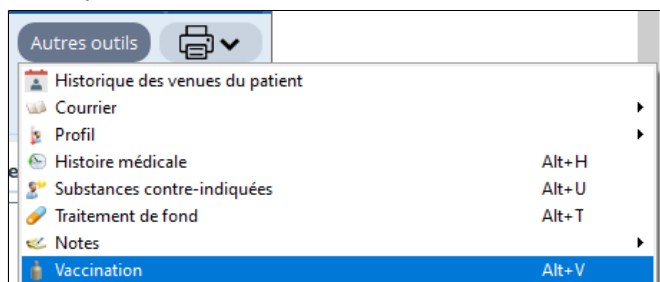 Autres outils
Historique des venues du patient
Courrier
Profil
Histoire médicale Alt+H
Substances contre-indiquées Alt+U
Traitement de fond Alt+T
Notes
Vaccination Alt+V